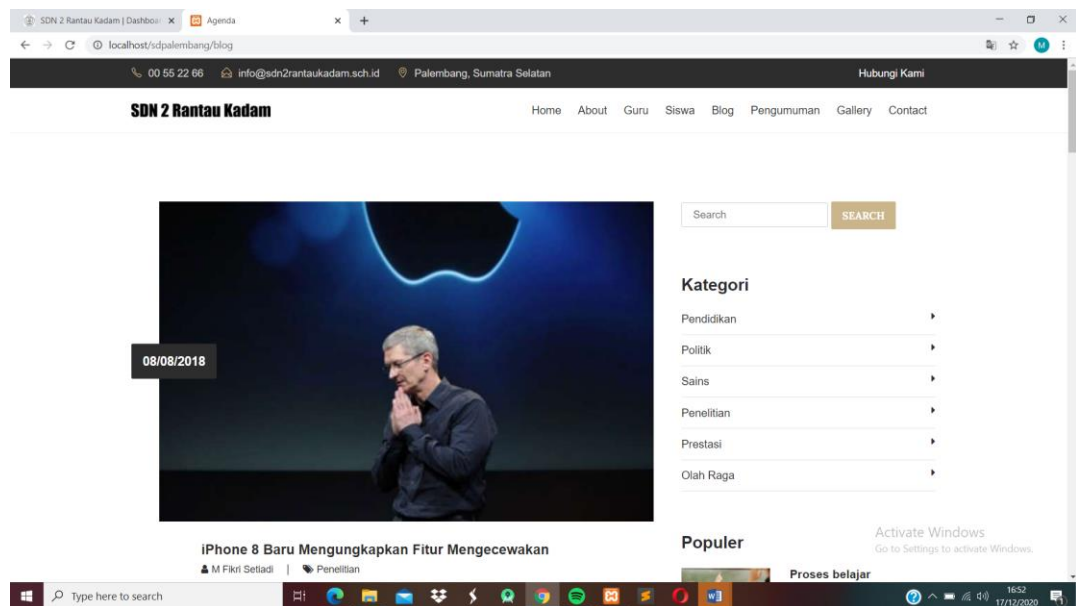 SDN 2 Rantau Kadam | Dashboar
Agenda
localhost/sdpalembang/blog
M
00 55 22 66 info@sdn2rantaukadam.sch.id Palembang, Sumatra Selatan Hubungi Kami
SDN 2 Rantau Kadam
Home About Guru Siswa Blog Pengumuman Gallery Contact
08/08/2018
iPhone 8 Baru Mengungkapkan Fitur Mengecewakan
M Fikri Setiadi | Penelitian
Search SEARCH
Kategori
Pendidikan
Politik
Sains
Penelitian
Prestasi
Olah Raga
Populer
Proses belajar
Activate Windows
Go to Settings to activate Windows.
Type here to search
16:52
17/12/2020